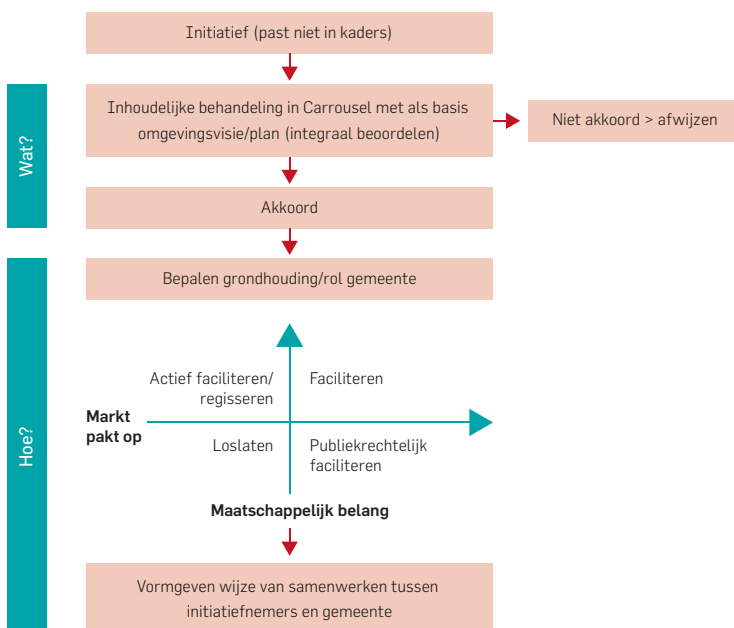 Initiatief (past niet in kaders)
Wat?
Inhoudelijke behandeling in Carrousel met als basis
omgevingsvisie/plan (integraal beoordelen)
Niet akkoord > afwijzen
Akkoord
Hoe?
Bepalen grondhouding/rol gemeente
Actief faciliteren/
regisseren
Faciliteren
Markt
pakt op
Loslaten
Publiekrechtelijk
faciliteren
Maatschappelijk belang
Vormgeven wijze van samenwerken tussen
initiatiefnemers en gemeente